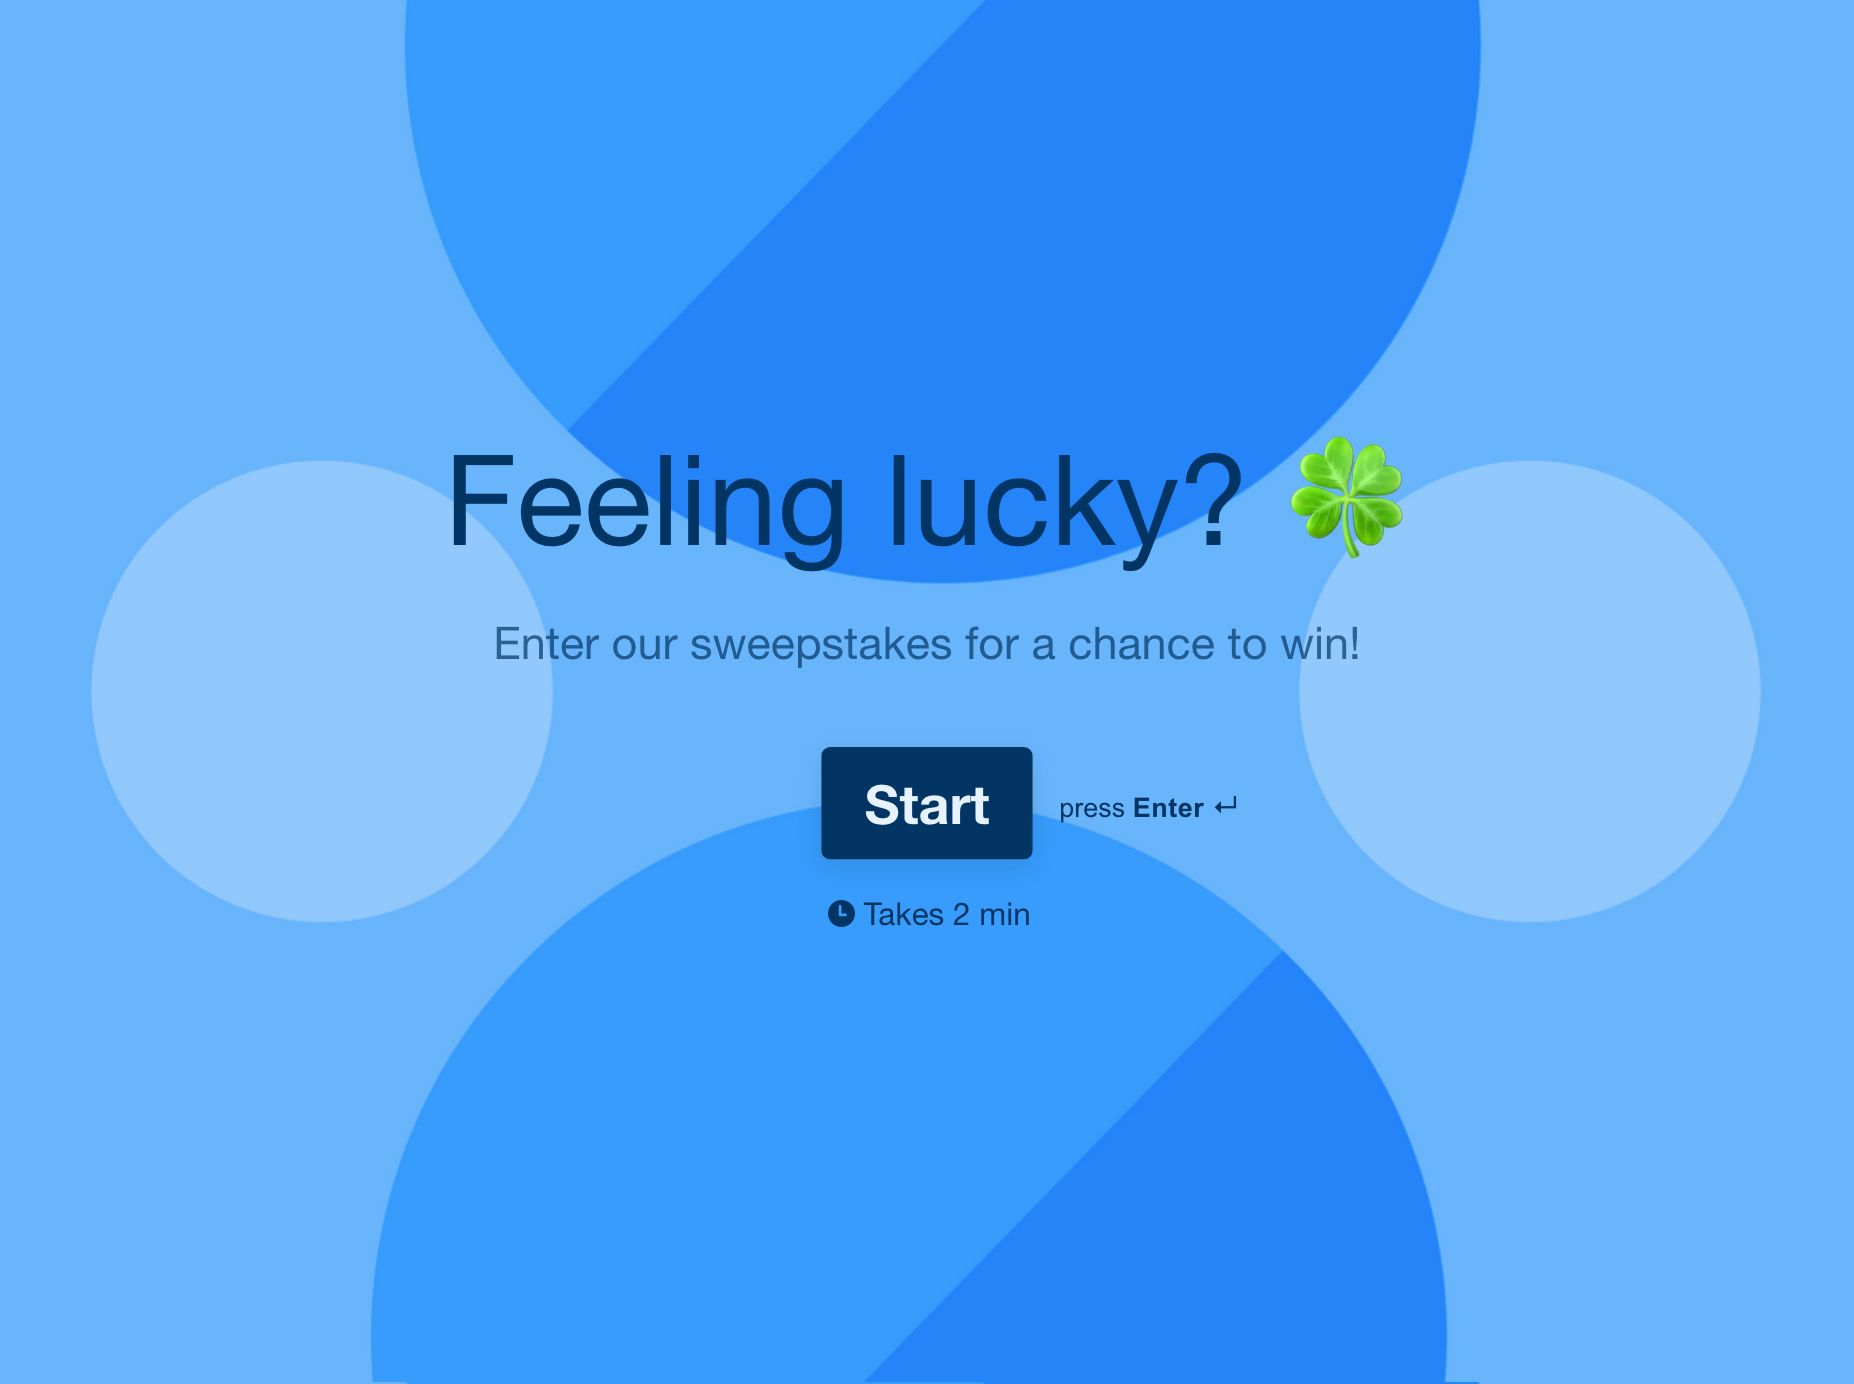 Feeling lucky? 🍀
Enter our sweepstakes for a chance to win!
Start
press Enter ↵
Takes 2 min